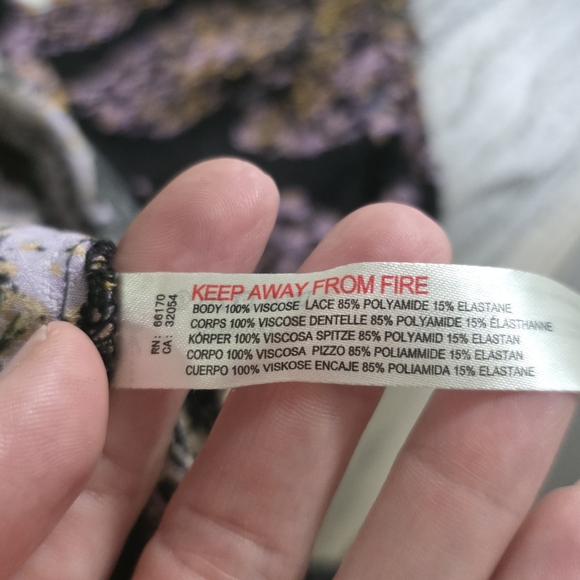 RN: 66170
CA: 32054
KEEP AWAY FROM FIRE
BODY 100% VISCOSE LACE 85% POLYAMIDE 15% ELASTANE
CORPS 100% VISCOSE DENTELLE 85% POLYAMIDE 15% ÉLASTHANNE
KÖRPER 100% VISCOSA SPITZE 85% POLYAMID 15% ELASTAN
CORPO 100% VISCOSA PIZZO 85% POLIAMMIDE 15% ELASTAN
CUERPO 100% VISKOSE ENCAJE 85% POLIAMIDA 15% ELASTANE